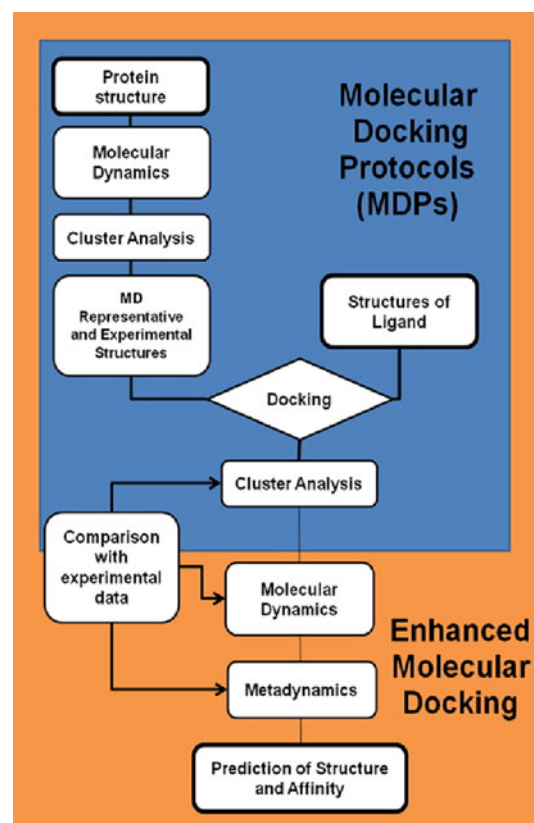 Protein
structure
Molecular
Docking
Protocols
(MDPs)
Molecular
Dynamics
Cluster Analysis
MD
Representative
and Experimental
Structures
Structures of
Ligand
Docking
Cluster Analysis
Comparison
with
experimental
data
Molecular
Dynamics
Enhanced
Molecular
Docking
Metadynamics
Prediction of Structure
and Affinity